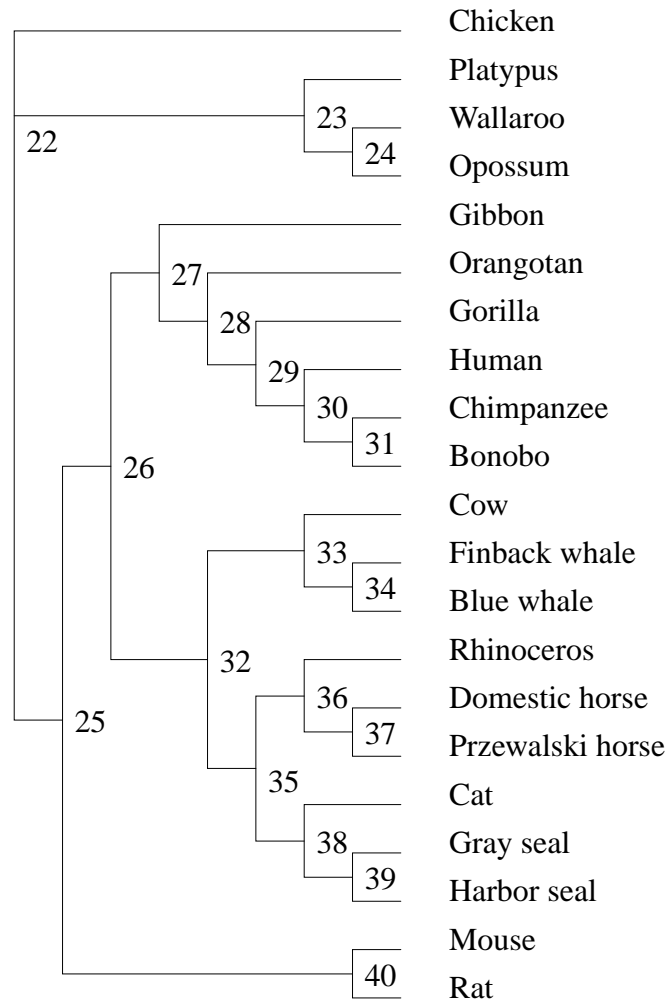 Chicken
Platypus
23
Wallaroo
22
24
Opossum
Gibbon
27
Orangotan
28
Gorilla
29
Human
30
Chimpanzee
31
Bonobo
26
Cow
33
Finback whale
34
Blue whale
32
Rhinoceros
36
Domestic horse
25
37
Przewalski horse
35
Cat
38
Gray seal
39
Harbor seal
Mouse
40
Rat